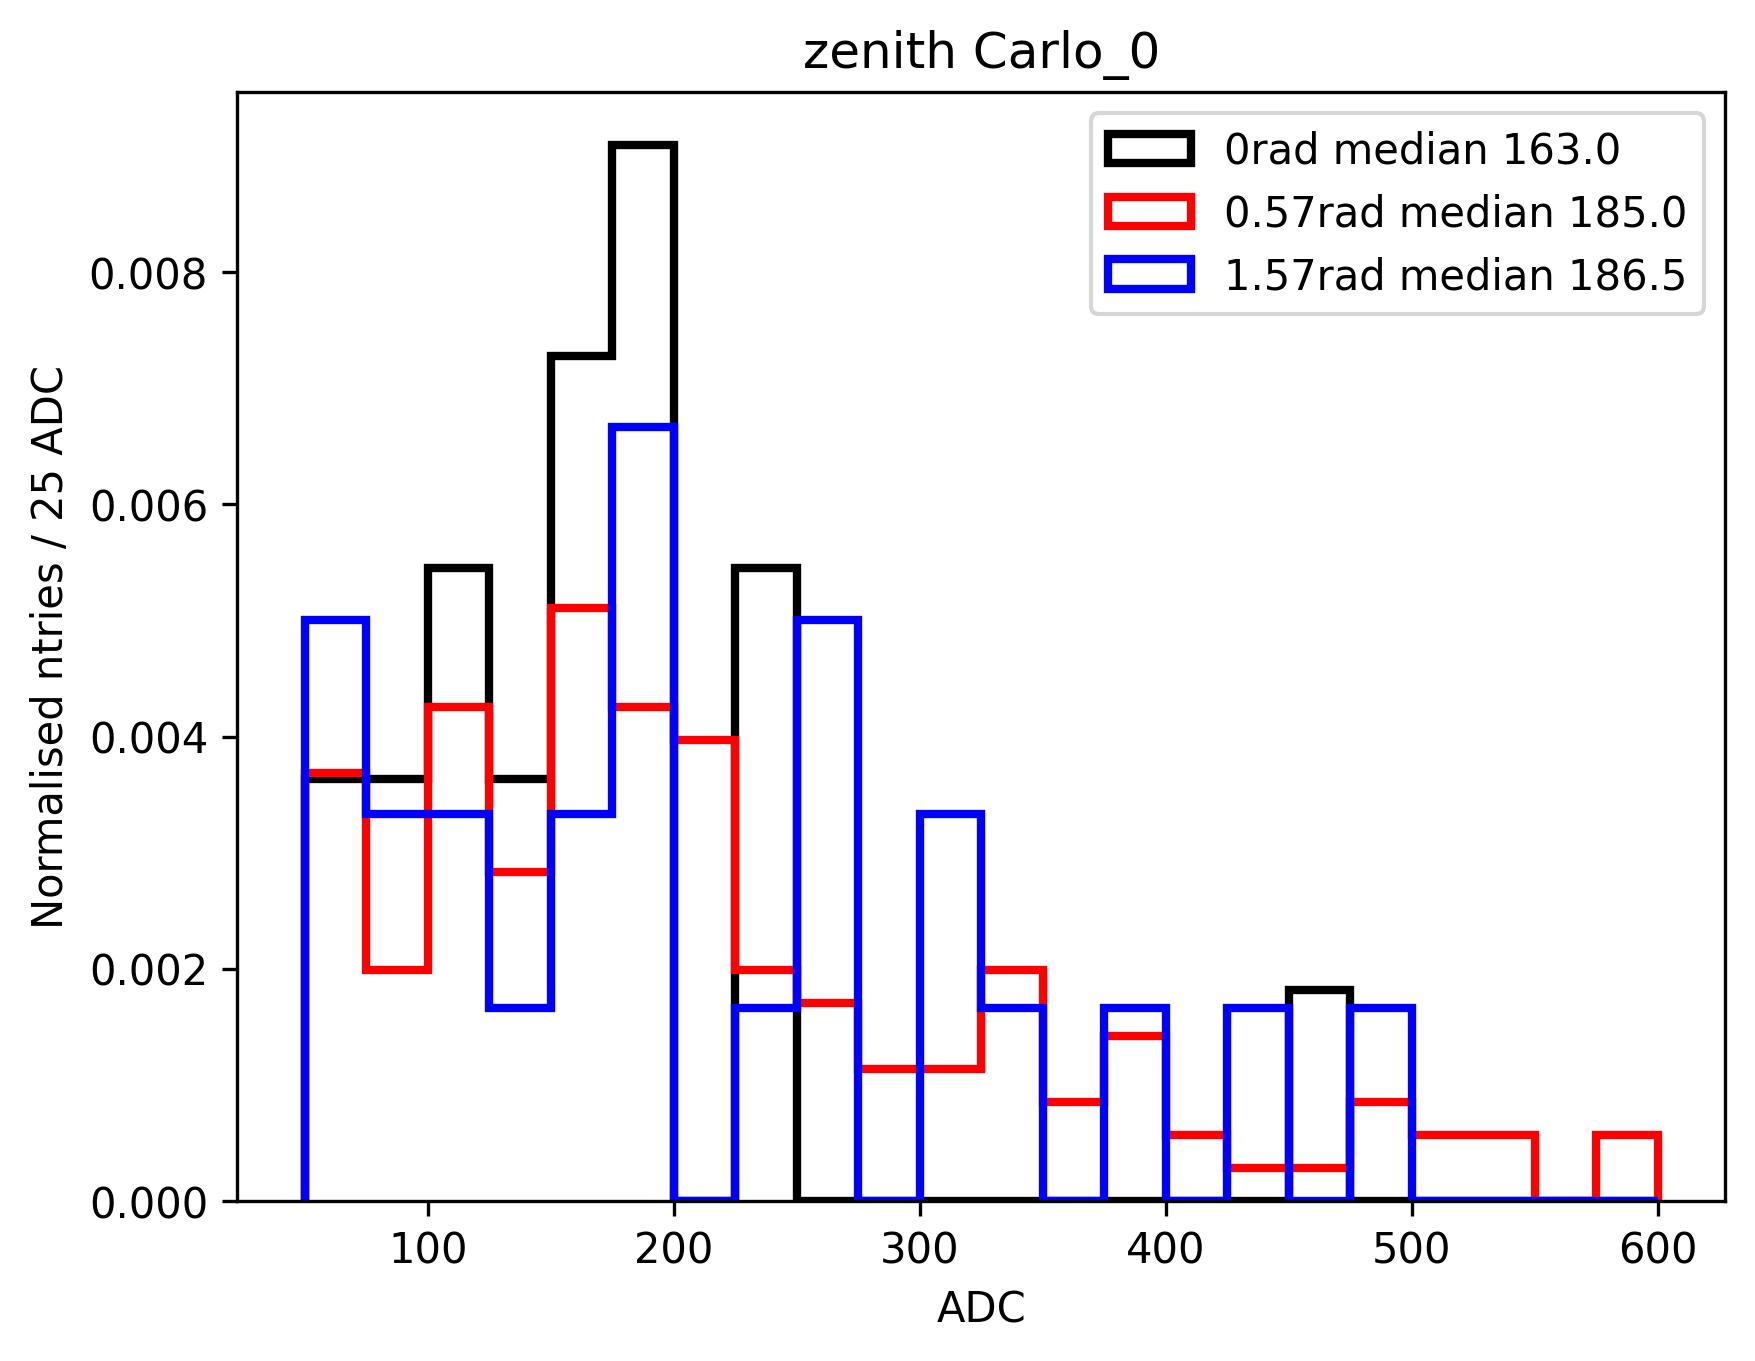 zenith Carlo_0
0rad median 163.0
0.57rad median 185.0
1.57rad median 186.5
Normalised ntries / 25 ADC
0.008
0.006
0.004
0.002
0.000
100 200 300 400 500 600
ADC